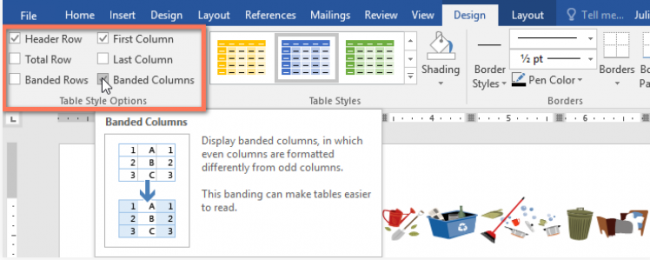 File Home Insert Design Layout References Mailings Review View Design Layout Tell me... Juli
Header Row First Column
Total Row Last Column
Banded Rows Banded Columns
Table Style Options
Shading
Table Styles
Border
Styles
½ pt
Pen Color
Borders
Borders
Banded Columns
Display banded columns, in which
even columns are formatted
differently from odd columns.
This banding can make tables easier
to read.
1 A 1
2 B 2
3 C 3
1 A 1
2 B 2
3 C 3
4 5 6